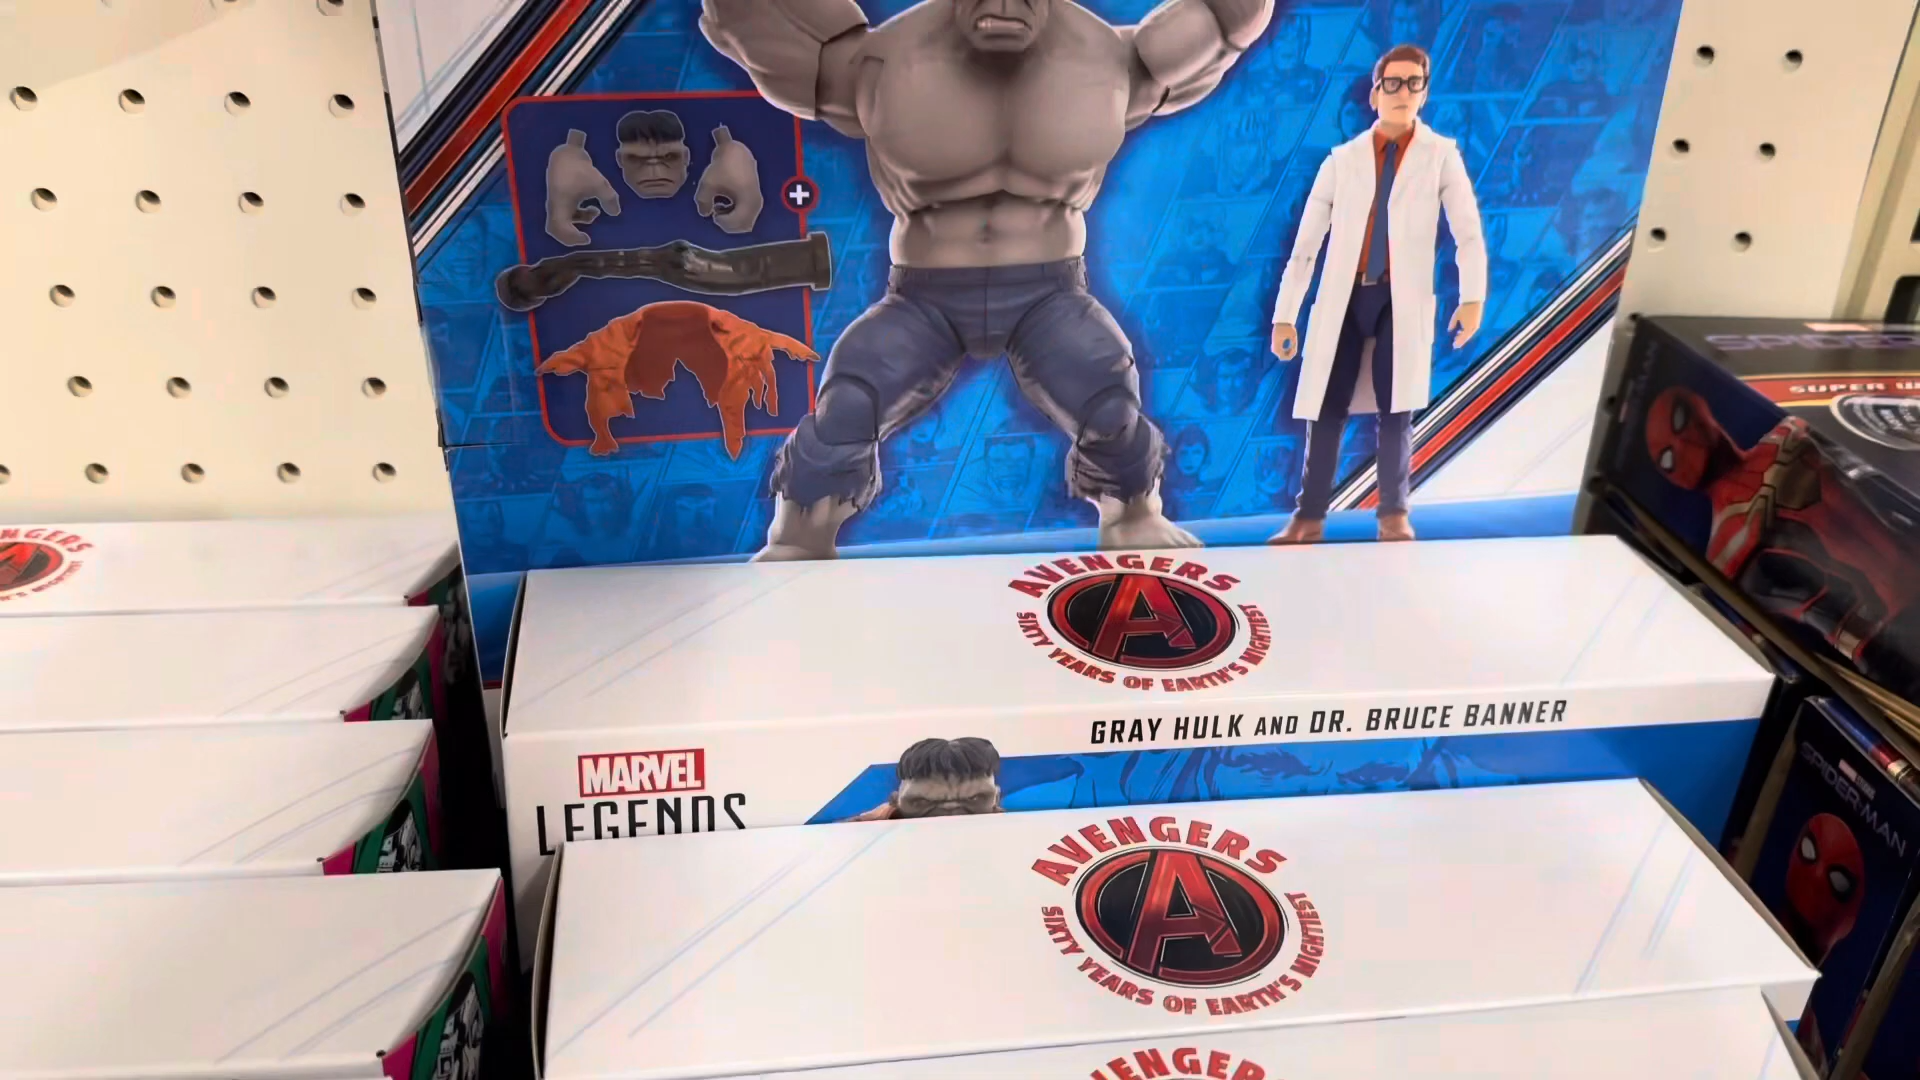 AVENGERS
SIXTY YEARS OF EARTH'S MIGHTIEST
GRAY HULK AND DR. BRUCE BANNER
MARVEL
LEGENDS
AVENGERS
SIXTY YEARS OF EARTH'S MIGHTIEST
SUPER
SPIDER-MAN